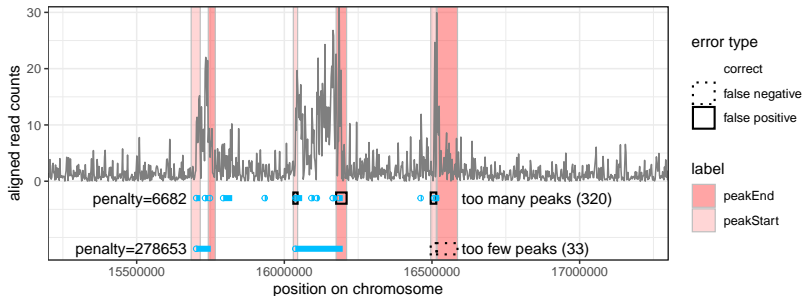 30
20
10
0
aligned read counts
penalty=6682
too many peaks (320)
penalty=278653
too few peaks (33)
15500000 16000000 16500000 17000000
position on chromosome
error type
correct
false negative
false positive
label
peakEnd
peakStart